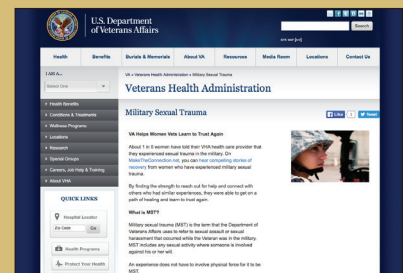 U.S. Department
of Veterans Affairs
Search
Health
Benefits
Burials & Memorials
About VA
Resources
Media Room
Locations
Contact Us
I AM A...
Select One
VA » Veterans Health Administration » Military Sexual Trauma
Veterans Health Administration
Health Benefits
Conditions & Treatments
Wellness Programs
Locations
Research
Special Groups
Careers, Job Help & Training
About VHA
QUICK LINKS
Hospital Locator
Zip Code
Go
Health Programs
Protect Your Health
Military Sexual Trauma
Like
Tweet
VA Helps Women Vets Learn to Trust Again
About 1 in 5 women have told their VHA health care provider that
they experienced sexual trauma in the military. On
MakeTheConnection.net, you can hear compelling stories of
recovery from women who have experienced military sexual
trauma.
By finding the strength to reach out for help and connect with
others who had similar experiences, they were able to get on a
path of healing and learn to trust again.
What is MST?
Military sexual trauma (MST) is the term that the Department of
Veterans Affairs uses to refer to sexual assault or sexual
harassment that occurred while the Veteran was in the military.
MST includes any sexual activity where someone is involved
against his or her will.
An experience does not have to involve physical force for it to be
MST.